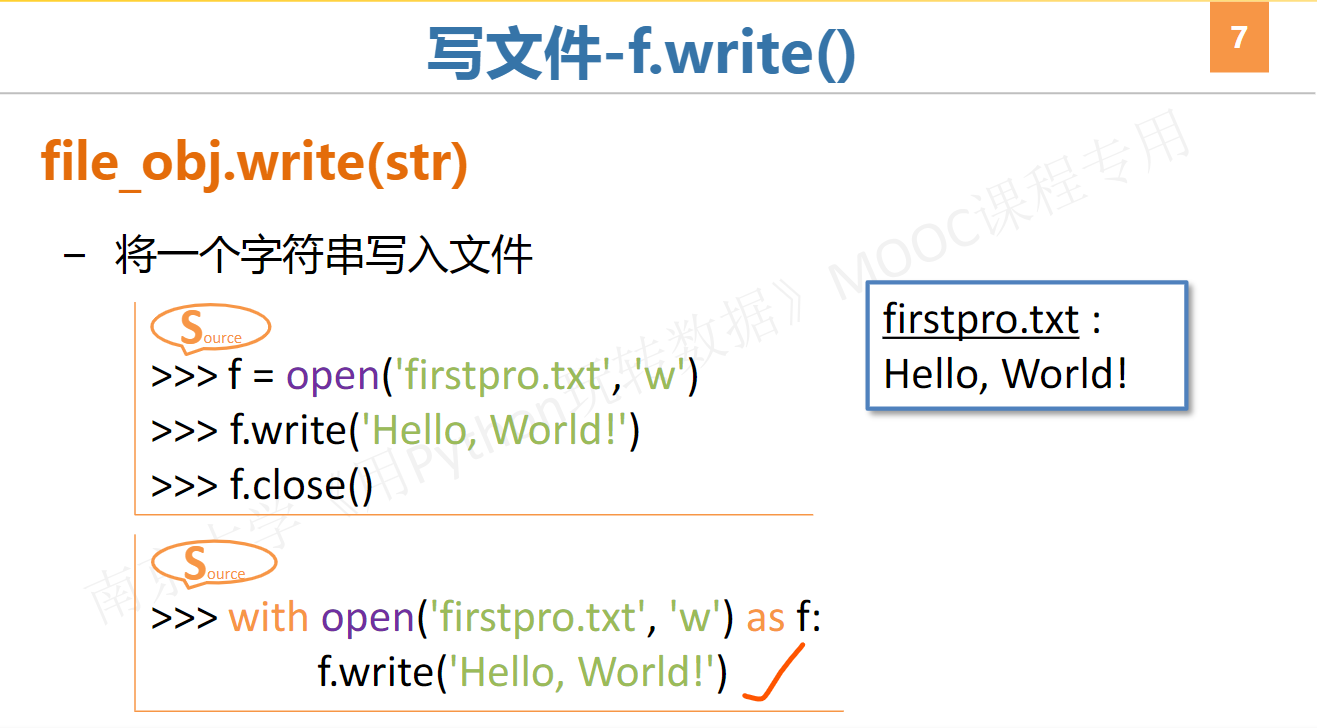 写文件-f.write()
7
file_obj.write(str)
– 将一个字符串写入文件
Source
>>> f = open('firstpro.txt', 'w')
>>> f.write('Hello, World!')
>>> f.close()
firstpro.txt :
Hello, World!
Source
>>> with open('firstpro.txt', 'w') as f:
f.write('Hello, World!')
南京大学《用Python玩转数据》MOOC课程专用